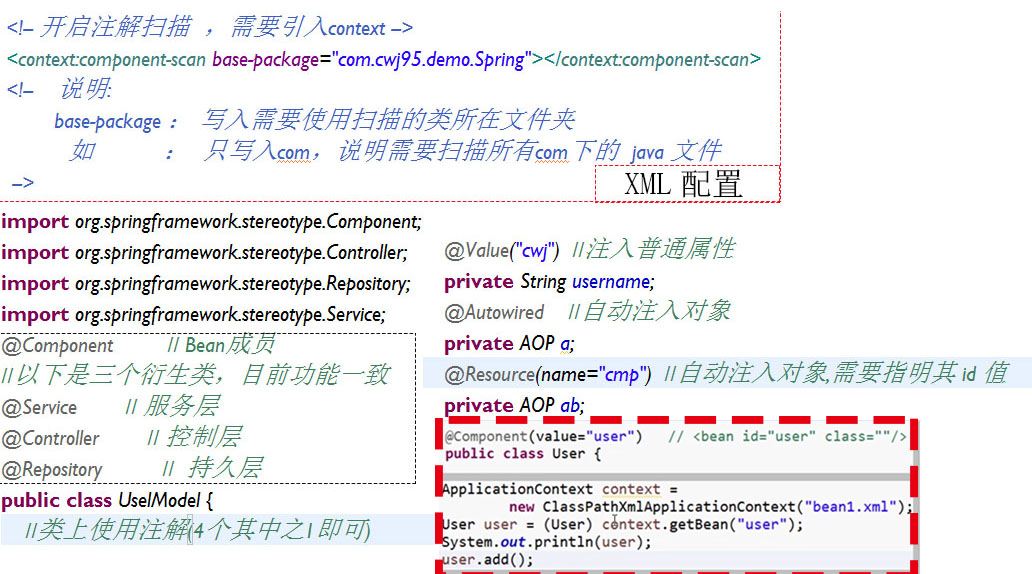 <!– 开启注解扫描 ，需要引入context –>
<context:component-scan base-package="com.cwj95.demo.Spring"></context:component-scan>
<!– 说明:
base-package ： 写入需要使用扫描的类所在文件夹
如 ： 只写入com，说明需要扫描所有com下的 java 文件
–>
XML 配置
import org.springframework.stereotype.Component;
import org.springframework.stereotype.Controller;
import org.springframework.stereotype.Repository;
import org.springframework.stereotype.Service;
@Component // Bean成员
//以下是三个衍生类，目前功能一致
@Service // 服务层
@Controller // 控制层
@Repository // 持久层
public class UselModel {
//类上使用注解(4个其中之1即可)
@Value("cwj") //注入普通属性
private String username;
@Autowired //自动注入对象
private AOP a;
@Resource(name="cmp") //自动注入对象,需要指明其 id 值
private AOP ab;
@Component(value="user") // <bean id="user" class=""/>
public class User {
ApplicationContext context =
new ClassPathXmlApplicationContext("bean1.xml");
User user = (User) context.getBean("user");
System.out.println(user);
user.add();